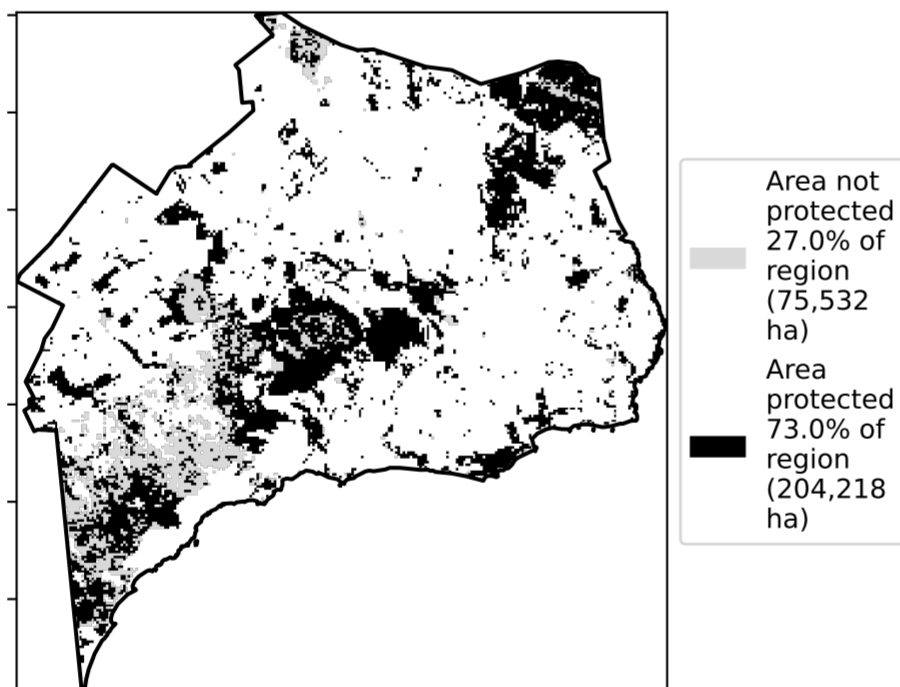 Area not
protected
27.0% of
region
(75,532
ha)
Area
protected
73.0% of
region
(204,218
ha)